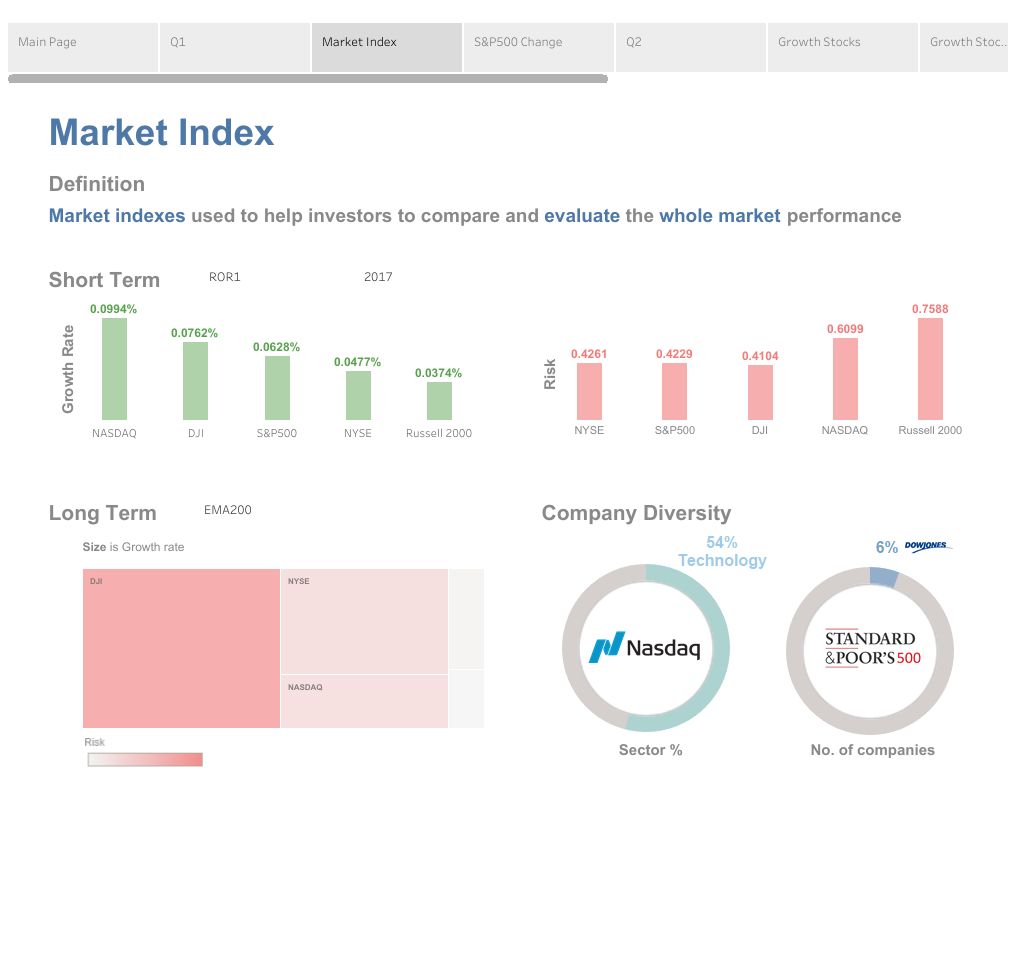 Main Page
Q1
Market Index
S&P500 Change
Q2
Growth Stocks
Growth Stoc..
Market Index
Definition
Market indexes used to help investors to compare and evaluate the whole market performance
Short Term
ROR1
2017
Growth Rate
0.0994%
0.0762%
0.0628%
0.0477%
0.0374%
NASDAQ
DJI
S&P500
NYSE
Russell 2000
Risk
0.4261
0.4229
0.4104
0.6099
0.7588
NYSE
S&P500
DJI
NASDAQ
Russell 2000
Long Term
EMA200
Size is Growth rate
DJI
NYSE
NASDAQ
Risk
Company Diversity
54%
Technology
Nasdaq
Sector %
6%
DOWJONES
STANDARD
&POOR'S 500
No. of companies